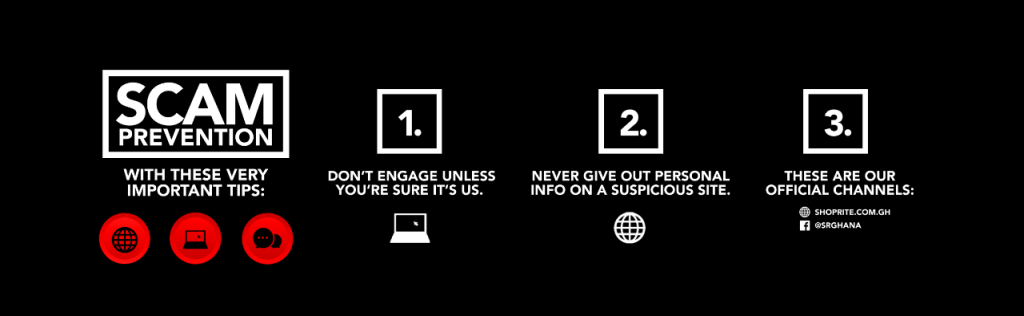 SCAM
PREVENTION
WITH THESE VERY
IMPORTANT TIPS:
1.
DON'T ENGAGE UNLESS
YOU'RE SURE IT'S US.
2.
NEVER GIVE OUT PERSONAL
INFO ON A SUSPICIOUS SITE.
3.
THESE ARE OUR
OFFICIAL CHANNELS:
SHOPRITE.COM.GH
@SRGHANA